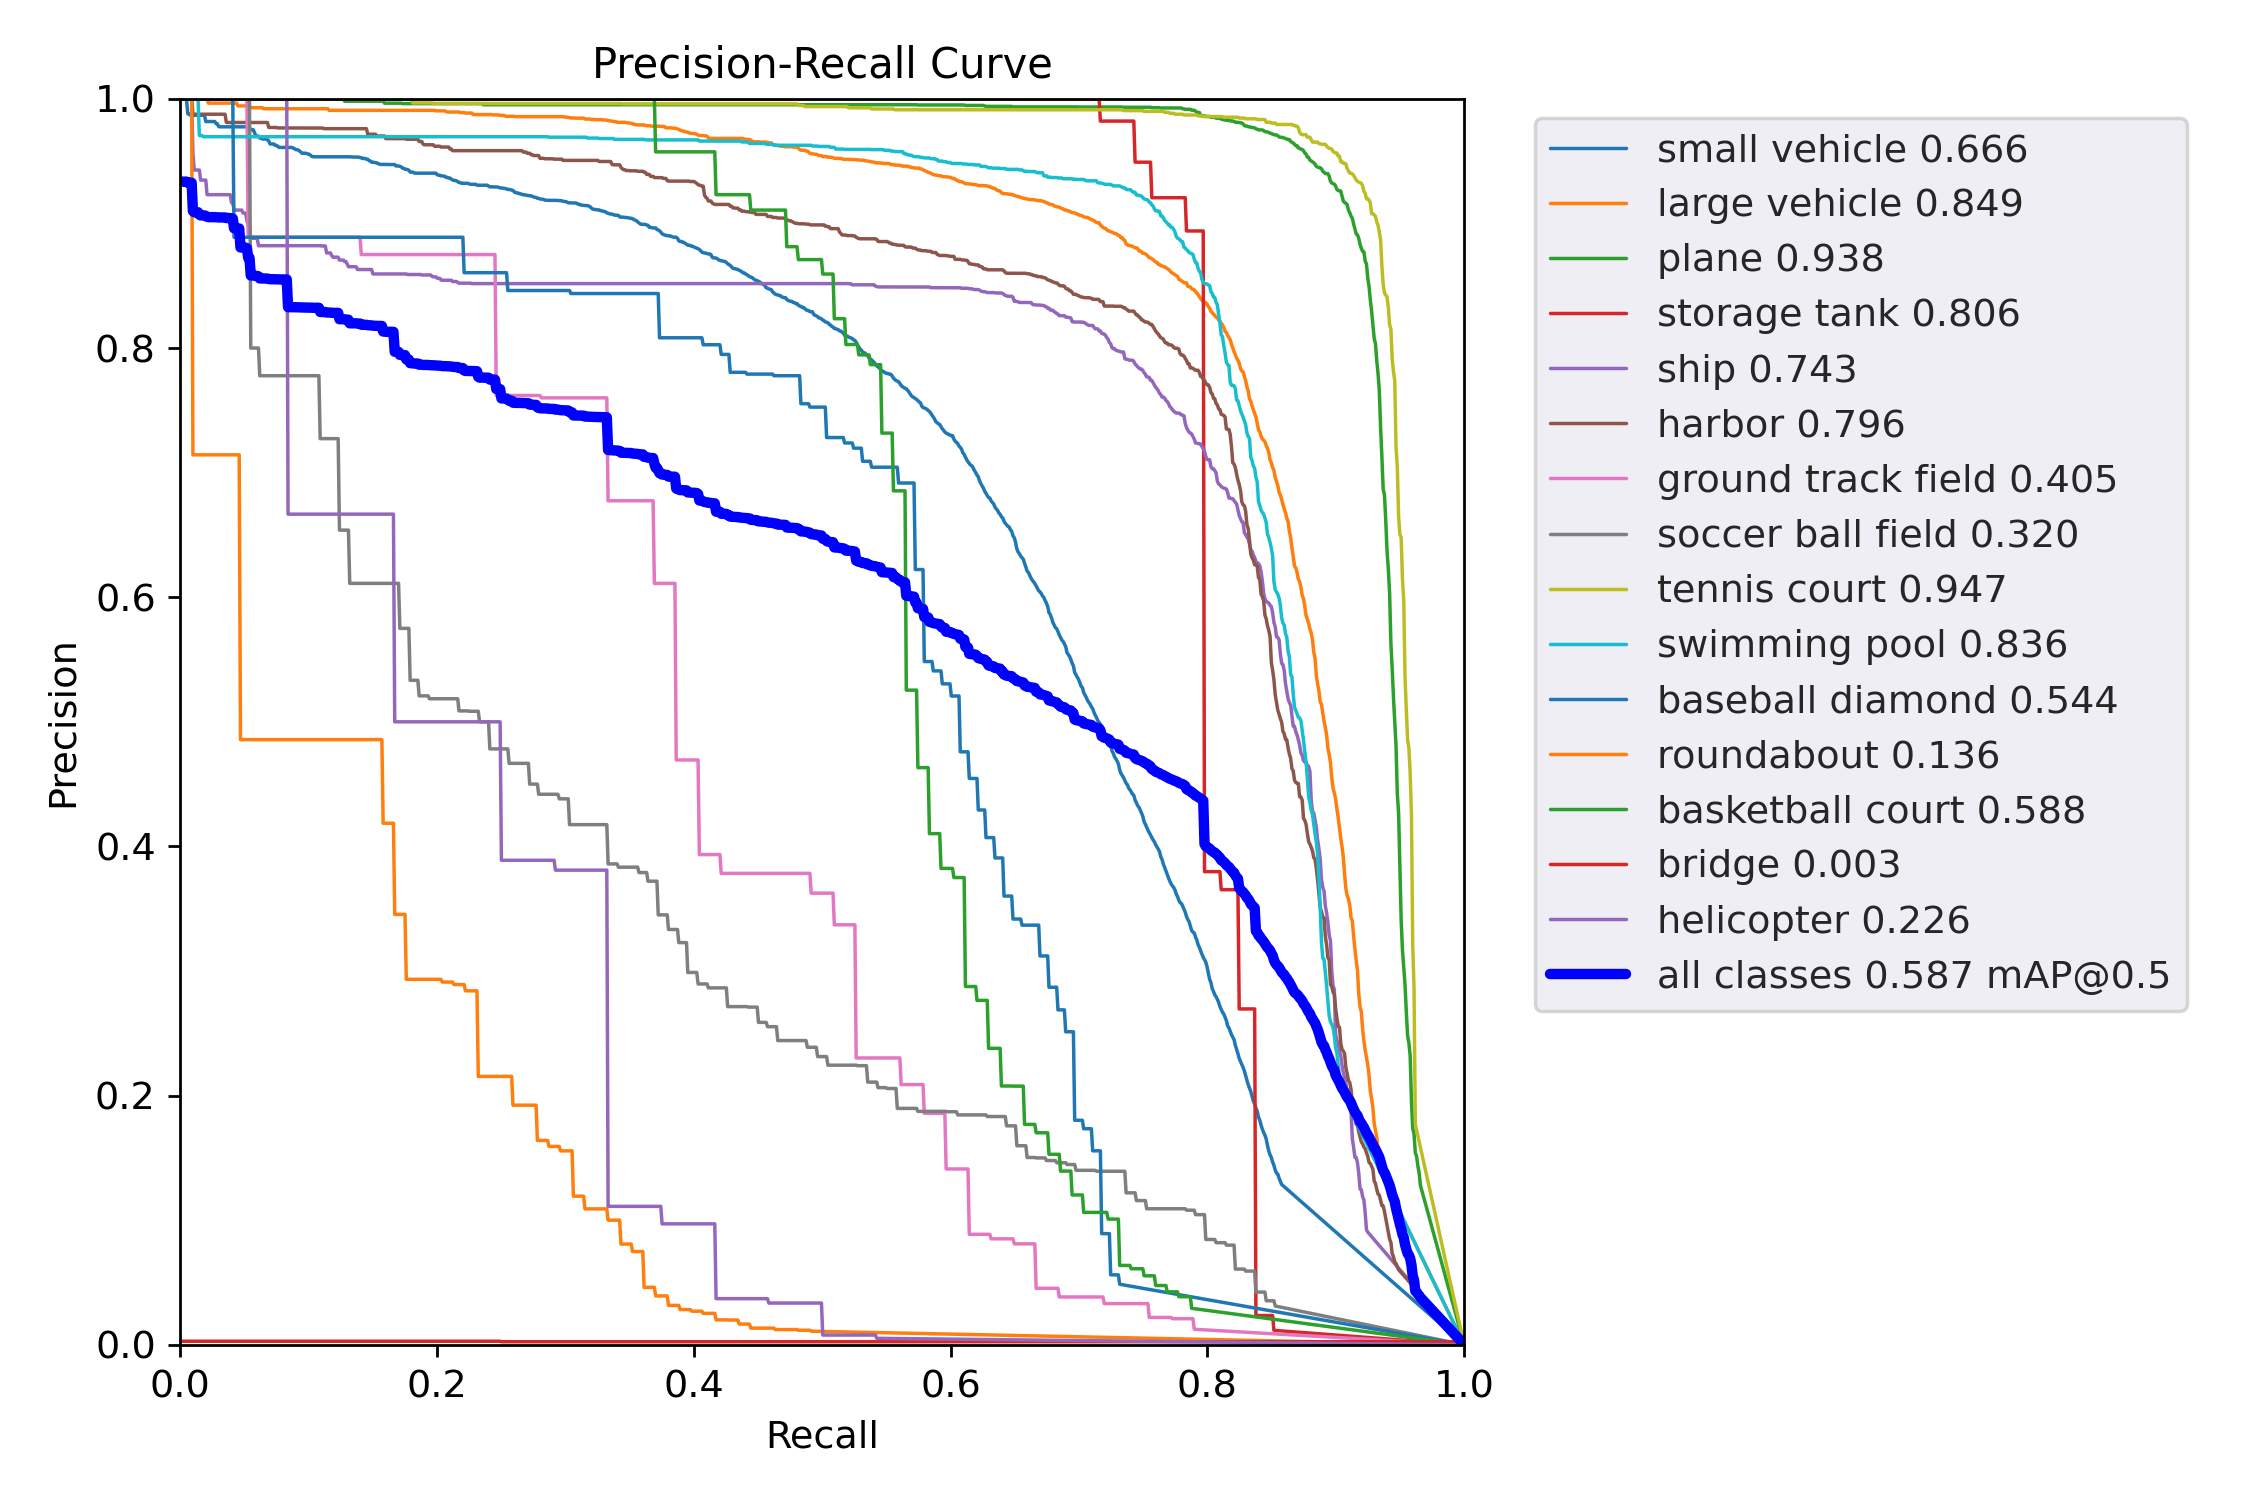 Precision-Recall Curve
1.0
0.8
0.6
0.4
0.2
0.0
Precision
0.0 0.2 0.4 0.6 0.8 1.0
Recall
small vehicle 0.666
large vehicle 0.849
plane 0.938
storage tank 0.806
ship 0.743
harbor 0.796
ground track field 0.405
soccer ball field 0.320
tennis court 0.947
swimming pool 0.836
baseball diamond 0.544
roundabout 0.136
basketball court 0.588
bridge 0.003
helicopter 0.226
all classes 0.587 mAP@0.5